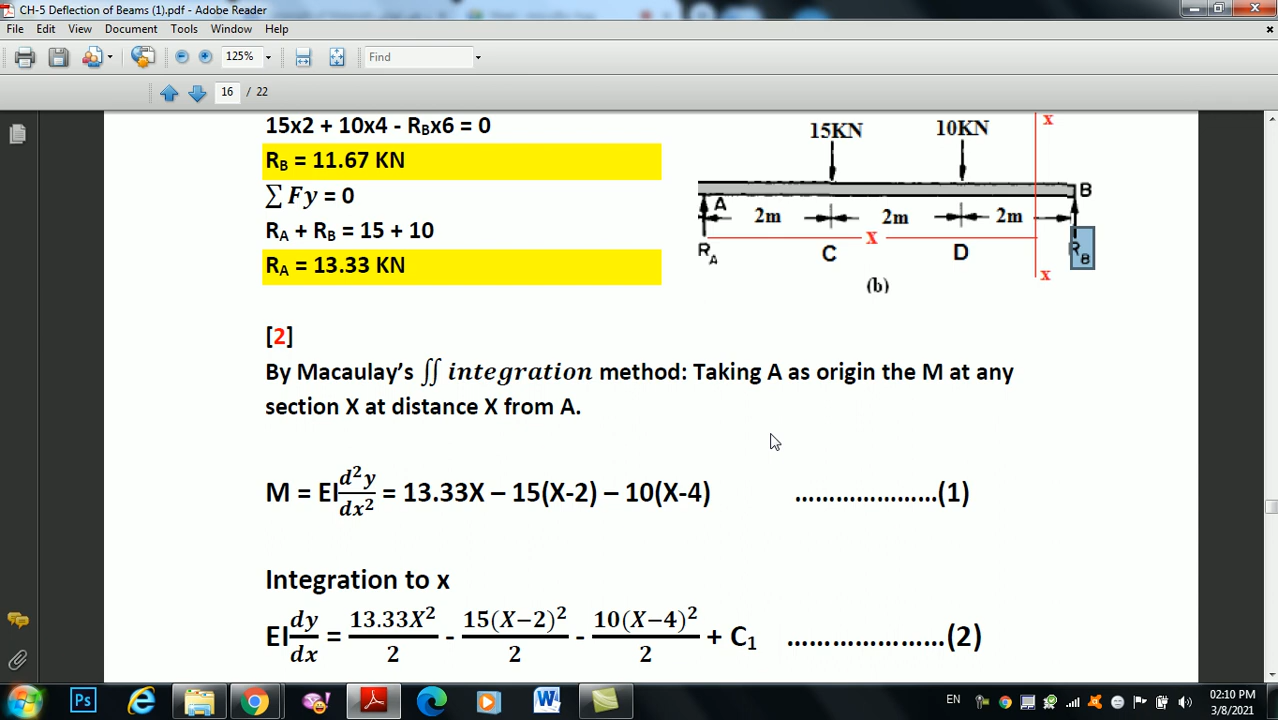 CH-5 Deflection of Beams (1).pdf - Adobe Reader
File Edit View Document Tools Window Help
125% Find
16 / 22
15x2 + 10x4 - RBx6 = 0
RB = 11.67 KN
∑ Fy = 0
RA + RB = 15 + 10
RA = 13.33 KN
15KN 10KN x
A B
2m 2m 2m
x
RA C D RB
x
(b)
[2]
By Macaulay’s ∬ integration method: Taking A as origin the M at any
section X at distance X from A.
M = EI d²y/dx² = 13.33X – 15(X-2) – 10(X-4) .....................(1)
Integration to x
EI dy/dx = 13.33X²/2 - 15(X−2)²/2 - 10(X−4)²/2 + C₁ .....................(2)
Ps W EN 02:10 PM
3/8/2021